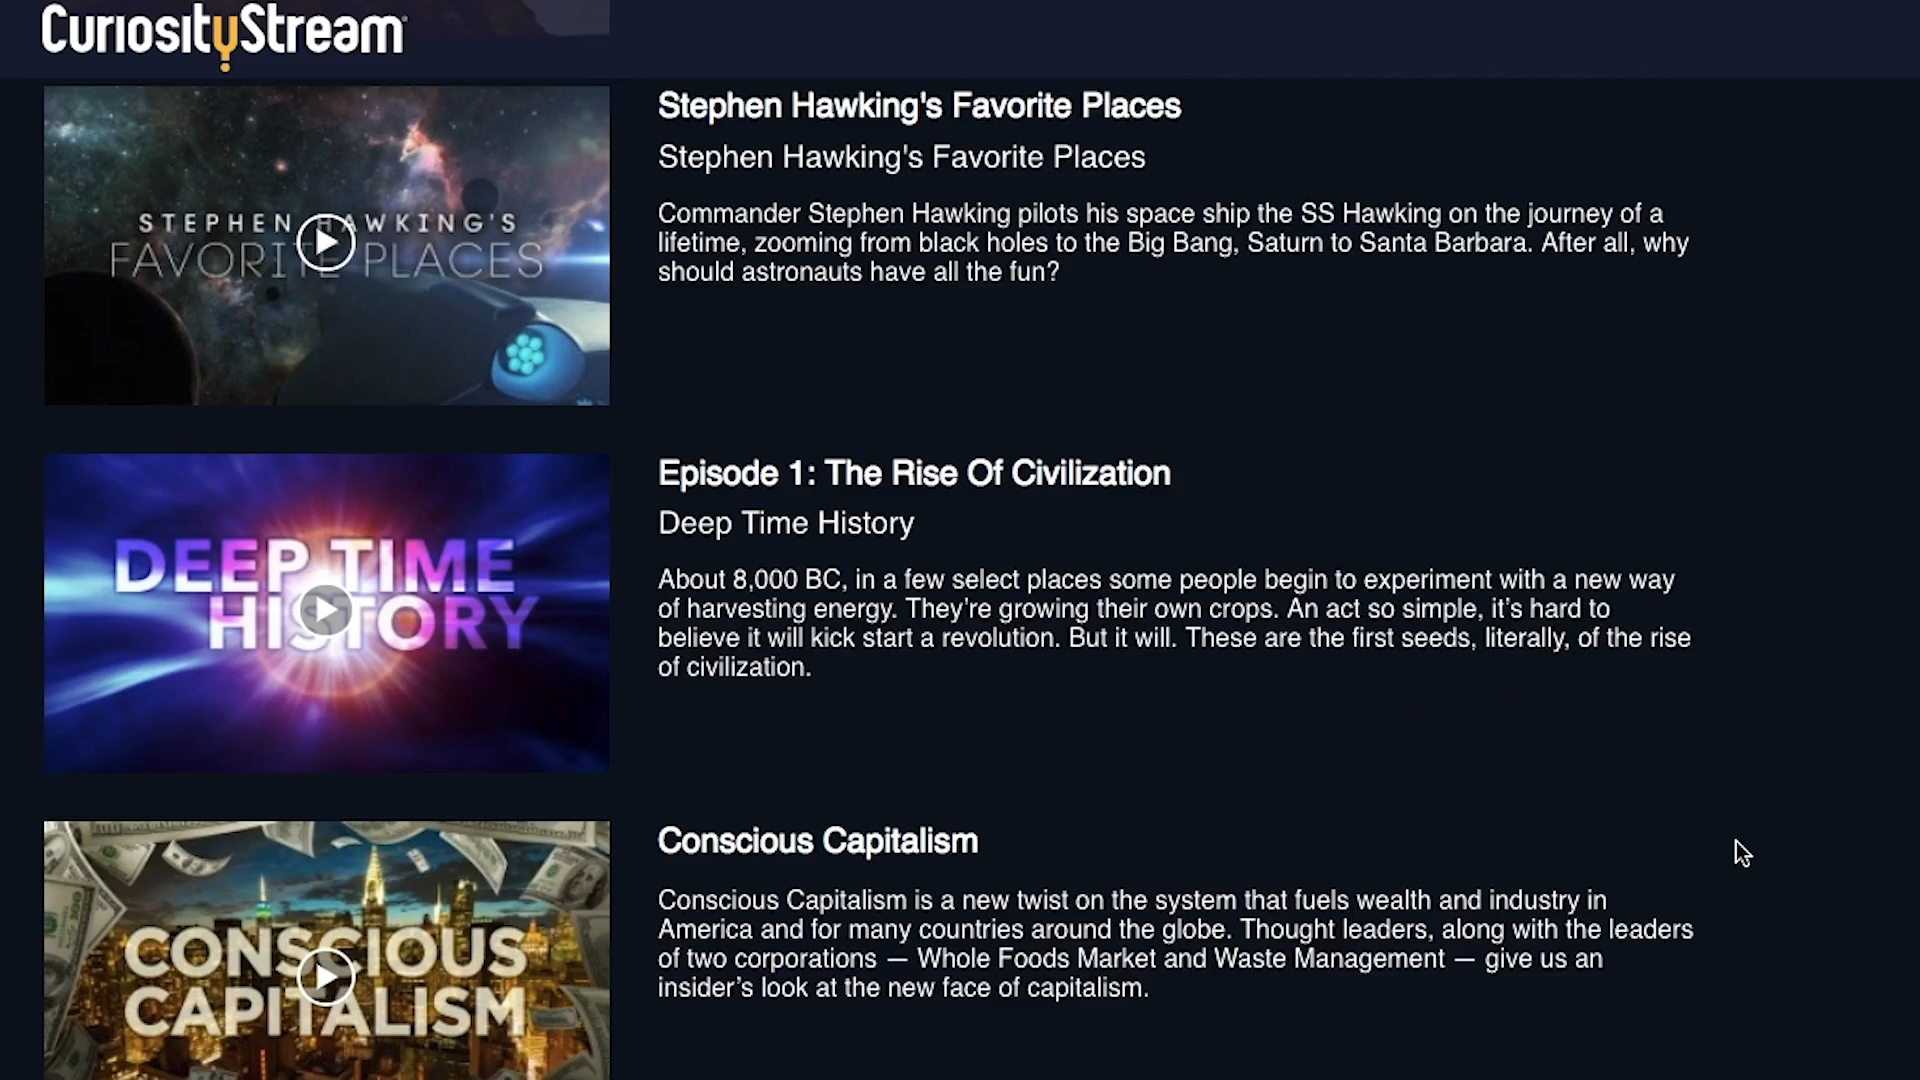 CuriosityStream
STEPHEN HAWKING'S
FAVORITE PLACES
Stephen Hawking's Favorite Places
Stephen Hawking's Favorite Places
Commander Stephen Hawking pilots his space ship the SS Hawking on the journey of a
lifetime, zooming from black holes to the Big Bang, Saturn to Santa Barbara. After all, why
should astronauts have all the fun?
DEEP TIME
HISTORY
Episode 1: The Rise Of Civilization
Deep Time History
About 8,000 BC, in a few select places some people begin to experiment with a new way
of harvesting energy. They’re growing their own crops. An act so simple, it’s hard to
believe it will kick start a revolution. But it will. These are the first seeds, literally, of the rise
of civilization.
CONSCIOUS
CAPITALISM
Conscious Capitalism
Conscious Capitalism is a new twist on the system that fuels wealth and industry in
America and for many countries around the globe. Thought leaders, along with the leaders
of two corporations — Whole Foods Market and Waste Management — give us an
insider’s look at the new face of capitalism.